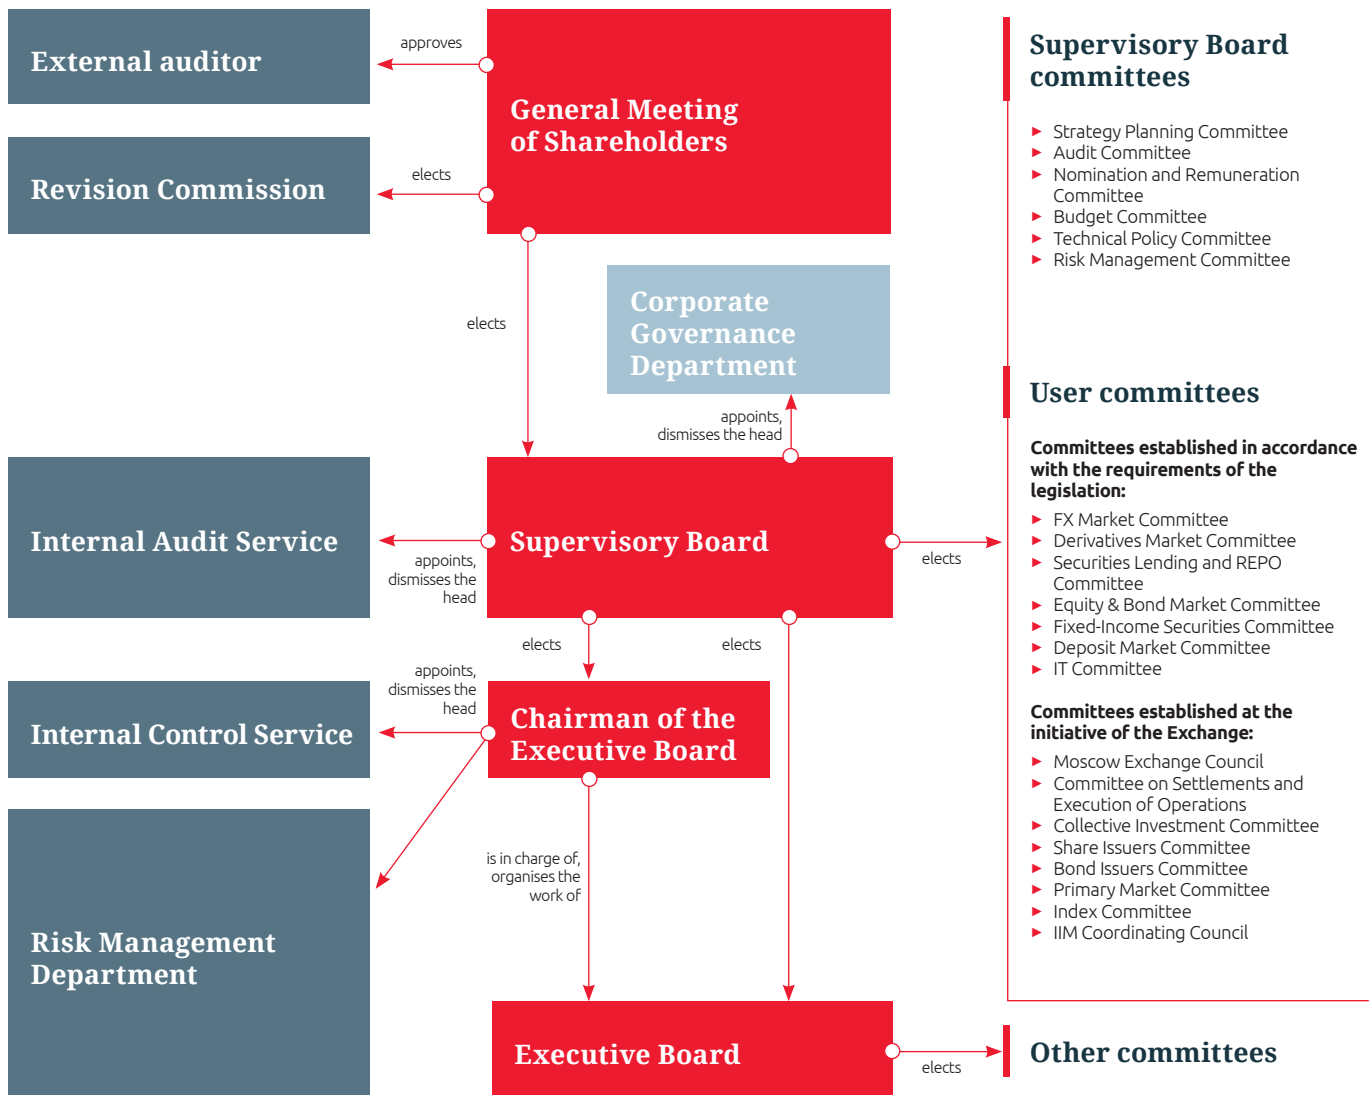 External auditor
approves
General Meeting
of Shareholders
Revision Commission
elects
elects
Corporate
Governance
Department
appoints,
dismisses the head
Internal Audit Service
appoints,
dismisses the
head
Supervisory Board
elects
elects
elects
appoints,
dismisses the
head
Internal Control Service
Chairman of the
Executive Board
is in charge of,
organises the
work of
Risk Management
Department
Executive Board
elects
Supervisory Board
committees
► Strategy Planning Committee
► Audit Committee
► Nomination and Remuneration
Committee
► Budget Committee
► Technical Policy Committee
► Risk Management Committee
User committees
Committees established in accordance
with the requirements of the
legislation:
► FX Market Committee
► Derivatives Market Committee
► Securities Lending and REPO
Committee
► Equity & Bond Market Committee
► Fixed-Income Securities Committee
► Deposit Market Committee
► IT Committee
Committees established at the
initiative of the Exchange:
► Moscow Exchange Council
► Committee on Settlements and
Execution of Operations
► Collective Investment Committee
► Share Issuers Committee
► Bond Issuers Committee
► Primary Market Committee
► Index Committee
► IIM Coordinating Council
Other committees